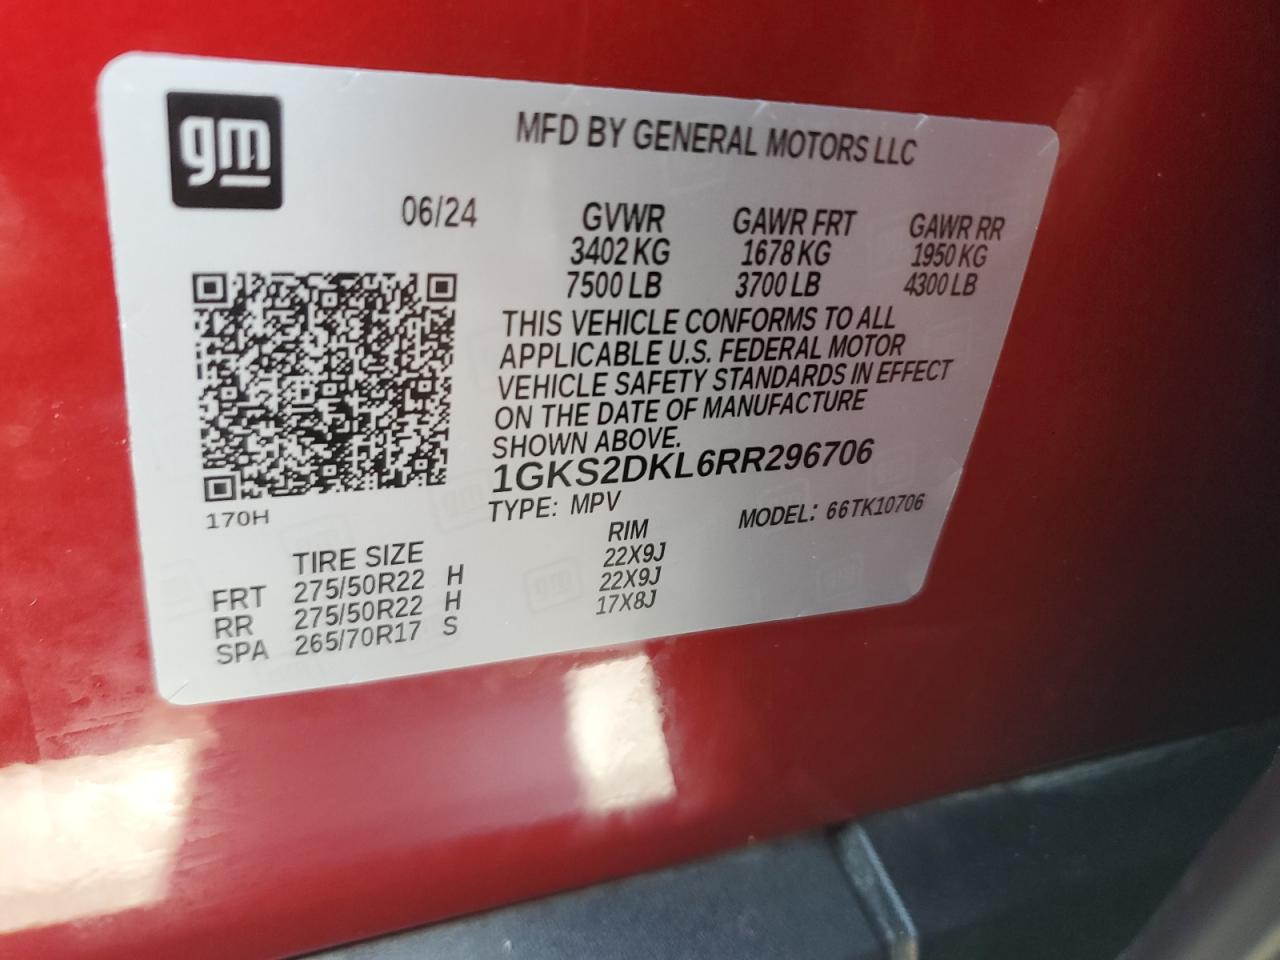 gm
MFD BY GENERAL MOTORS LLC
06/24 GVWR GAWR FRT GAWR RR
3402 KG 1678 KG 1950 KG
7500 LB 3700 LB 4300 LB
THIS VEHICLE CONFORMS TO ALL
APPLICABLE U.S. FEDERAL MOTOR
VEHICLE SAFETY STANDARDS IN EFFECT
ON THE DATE OF MANUFACTURE
SHOWN ABOVE.
1GKS2DKL6RR296706
TYPE: MPV MODEL: 66TK10706
170H
TIRE SIZE RIM
FRT 275/50R22 H 22X9J
RR 275/50R22 H 22X9J
SPA 265/70R17 S 17X8J
gm